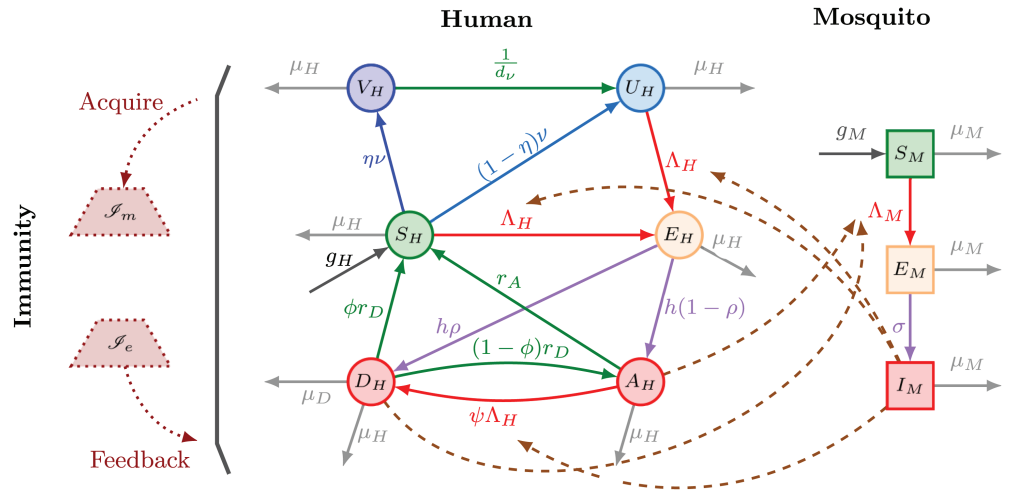 Human
Mosquito
Immunity
Acquire
ℐₘ
ℐₑ
Feedback
μ_H
V_H
1/d_ν
U_H
μ_H
ην
(1 − η)ν
Λ_H
μ_H
S_H
Λ_H
E_H
μ_H
g_H
r_A
ϕr_D
hρ
h(1 − ρ)
(1 − ϕ)r_D
D_H
A_H
μ_D
ψΛ_H
μ_H
μ_H
g_M
S_M
μ_M
Λ_M
E_M
μ_M
σ
I_M
μ_M